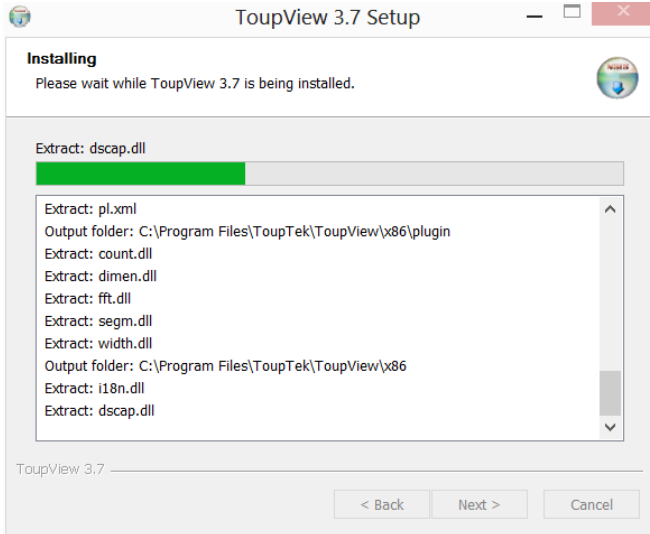 ToupView 3.7 Setup
Installing
Please wait while ToupView 3.7 is being installed.
NSIS
Extract: dscap.dll
Extract: pl.xml
Output folder: C:\Program Files\ToupTek\ToupView\x86\plugin
Extract: count.dll
Extract: dimen.dll
Extract: fft.dll
Extract: segm.dll
Extract: width.dll
Output folder: C:\Program Files\ToupTek\ToupView\x86
Extract: i18n.dll
Extract: dscap.dll
ToupView 3.7
< Back Next > Cancel